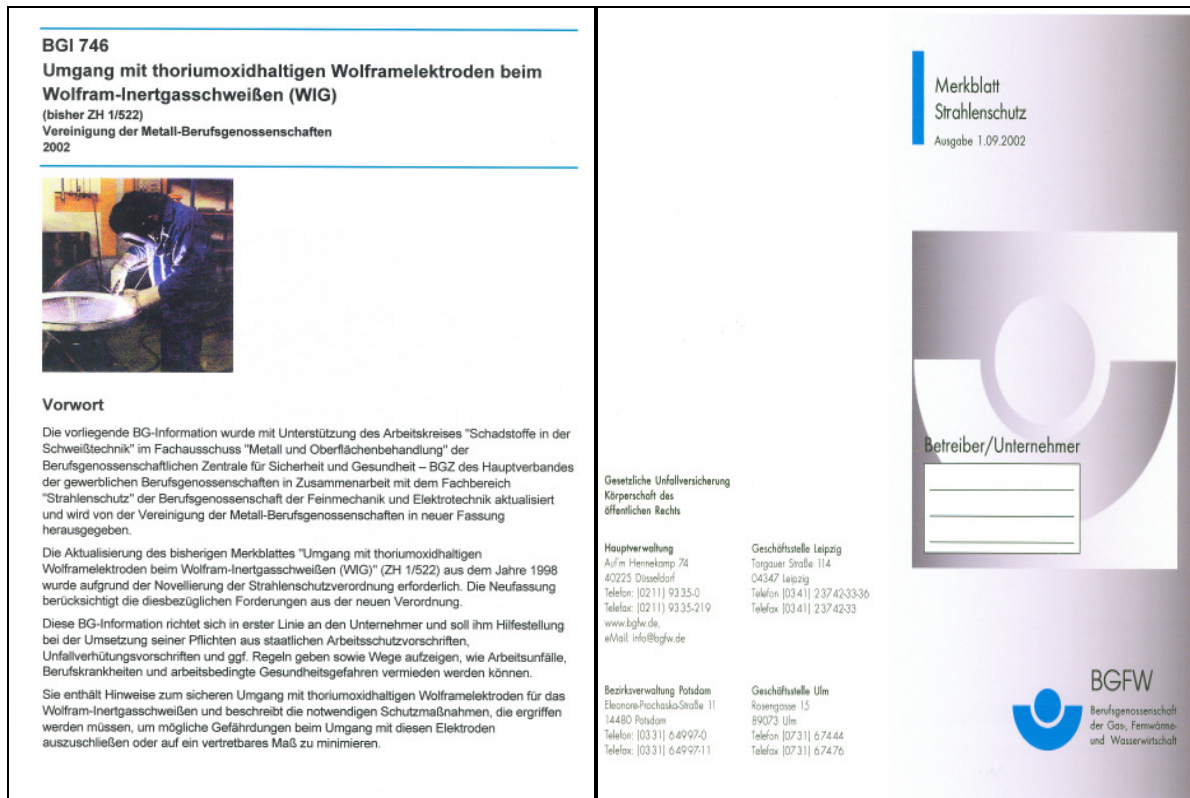 BGI 746
Umgang mit thoriumoxidhaltigen Wolframelektroden beim
Wolfram-Inertgasschweißen (WIG)
(bisher ZH 1/522)
Vereinigung der Metall-Berufsgenossenschaften
2002
Vorwort
Die vorliegende BG-Information wurde mit Unterstützung des Arbeitskreises "Schadstoffe in der
Schweißtechnik" im Fachausschuss "Metall und Oberflächenbehandlung" der
Berufsgenossenschaftlichen Zentrale für Sicherheit und Gesundheit – BGZ des Hauptverbandes
der gewerblichen Berufsgenossenschaften in Zusammenarbeit mit dem Fachbereich
"Strahlenschutz" der Berufsgenossenschaft der Feinmechanik und Elektrotechnik aktualisiert
und wird von der Vereinigung der Metall-Berufsgenossenschaften in neuer Fassung
herausgegeben.
Die Aktualisierung des bisherigen Merkblattes "Umgang mit thoriumoxidhaltigen
Wolframelektroden beim Wolfram-Inertgasschweißen (WIG)" (ZH 1/522) aus dem Jahre 1998
wurde aufgrund der Novellierung der Strahlenschutzverordnung erforderlich. Die Neufassung
berücksichtigt die diesbezüglichen Forderungen aus der neuen Verordnung.
Diese BG-Information richtet sich in erster Linie an den Unternehmer und soll ihm Hilfestellung
bei der Umsetzung seiner Pflichten aus staatlichen Arbeitsschutzvorschriften,
Unfallverhütungsvorschriften und ggf. Regeln geben sowie Wege aufzeigen, wie Arbeitsunfälle,
Berufskrankheiten und arbeitsbedingte Gesundheitsgefahren vermieden werden können.
Sie enthält Hinweise zum sicheren Umgang mit thoriumoxidhaltigen Wolframelektroden für das
Wolfram-Inertgasschweißen und beschreibt die notwendigen Schutzmaßnahmen, die ergriffen
werden müssen, um mögliche Gefährdungen beim Umgang mit diesen Elektroden
auszuschließen oder auf ein vertretbares Maß zu minimieren.
Gesetzliche Unfallversicherung
Körperschaft des
öffentlichen Rechts
Hauptverwaltung
Auf'm Hennekamp 74
40225 Düsseldorf
Telefon: (0211) 9335-0
Telefax: (0211) 9335-219
www.bgfw.de,
eMail: info@bgfw.de
Geschäftsstelle Leipzig
Torgauer Straße 114
04347 Leipzig
Telefon (0341) 23742-33-36
Telefax (0341) 23742-33
Bezirksverwaltung Potsdam
Eleonore-Prochaska-Straße 11
14480 Potsdam
Telefon: (0331) 64997-0
Telefax: (0331) 64997-11
Geschäftsstelle Ulm
Rosengasse 15
89073 Ulm
Telefon (0731) 67444
Telefax (0731) 67476
Merkblatt
Strahlenschutz
Ausgabe 1.09.2002
Betreiber/Unternehmer
BGFW
Berufsgenossenschaft
der Gas-, Fernwärme-
und Wasserwirtschaft